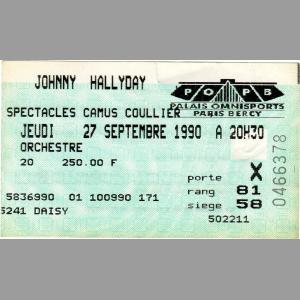 JOHNNY HALLYDAY
POPB
PALAIS OMNISPORTS
PARIS BERCY
SPECTACLES CAMUS COULLIER
JEUDI 27 SEPTEMBRE 1990 A 20H30
ORCHESTRE
20 250.00 F
porte X
rang 81
siege 58
5836990 01 100990 171
5241 DAISY
502211
0466378